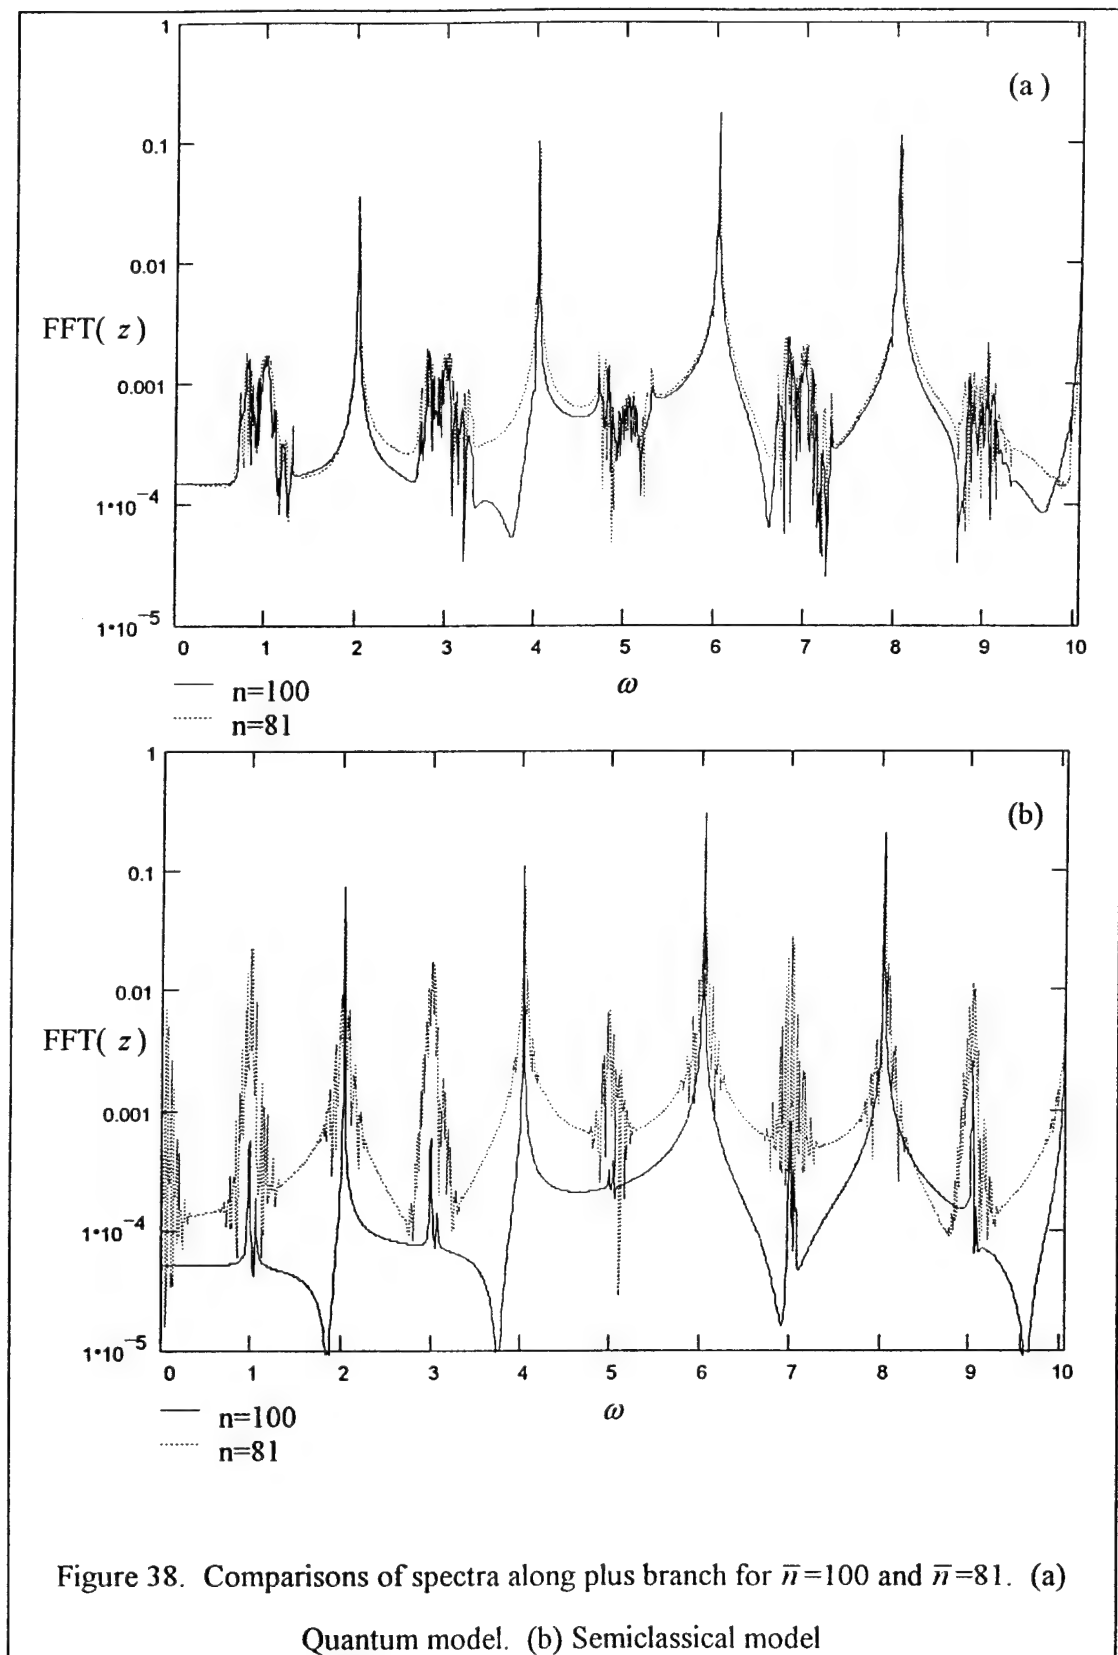 1
(a)
0.1
0.01
FFT( z )
0.001
1•10⁻⁴
1•10⁻⁵
0 1 2 3 4 5 6 7 8 9 10
ω
n=100
n=81
1
(b)
0.1
0.01
FFT( z )
0.001
1•10⁻⁴
1•10⁻⁵
0 1 2 3 4 5 6 7 8 9 10
ω
n=100
n=81
Figure 38. Comparisons of spectra along plus branch for n̅=100 and n̅=81. (a)
Quantum model. (b) Semiclassical model